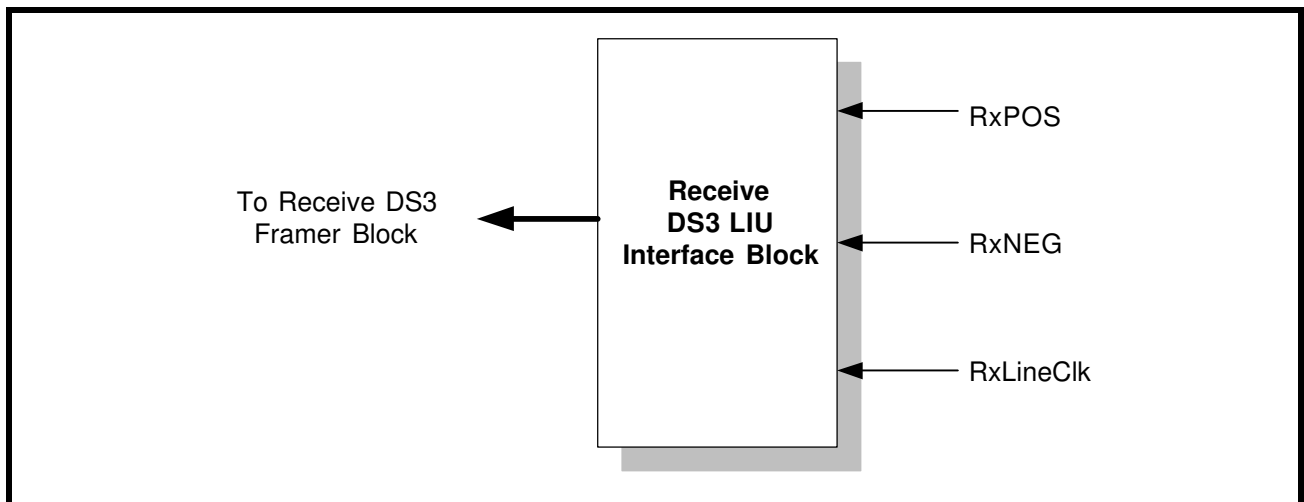 To Receive DS3
Framer Block
Receive
DS3 LIU
Interface Block
RxPOS
RxNEG
RxLineClk